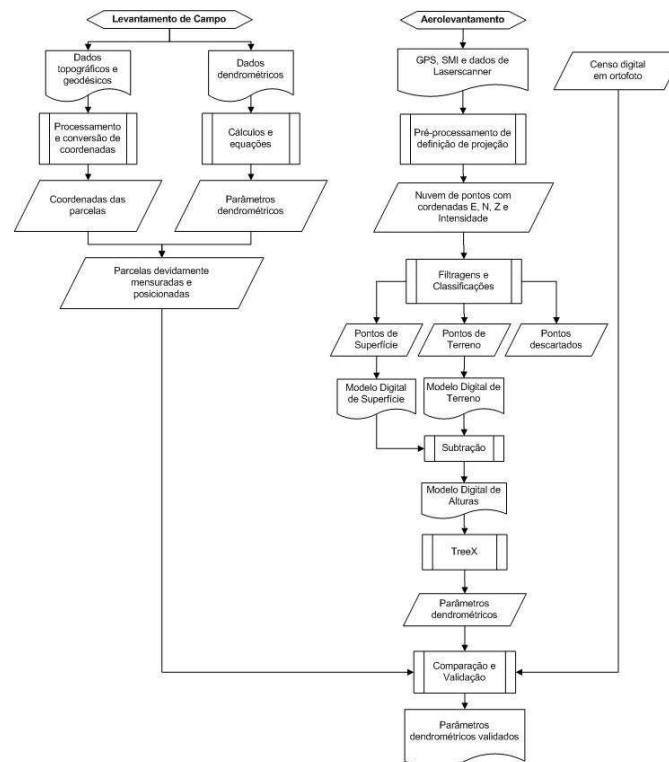 Levantamento de Campo
Dados
topográficos e
geodésicos
Dados
dendrométricos
Processamento
e conversão de
coordenadas
Cálculos e
equações
Coordenadas das
parcelas
Parâmetros
dendrométricos
Parcelas devidamente
mensuradas e
posicionadas
Aerolevantamento
GPS, SMI e dados de
Laserscanner
Pré-processamento de
definição de projeção
Nuvem de pontos com
cordenadas E, N, Z e
Intensidade
Filtragens e
Classificações
Pontos de
Superfície
Pontos de
Terreno
Pontos
descartados
Modelo Digital
de Superfície
Modelo Digital de
Terreno
Subtração
Modelo Digital de
Alturas
TreeX
Parâmetros
dendrométricos
Censo digital
em ortofoto
Comparação e
Validação
Parâmetros
dendrométricos validados